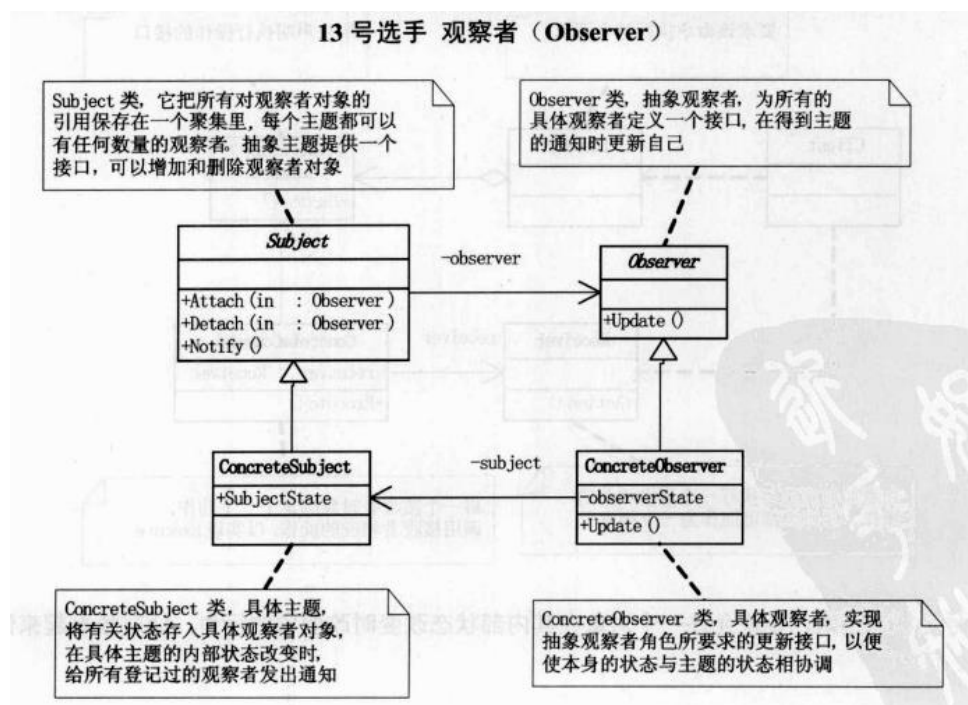 13 号选手 观察者（Observer）
Subject 类，它把所有对观察者对象的
引用保存在一个聚集里，每个主题都可以
有任何数量的观察者。抽象主题提供一个
接口，可以增加和删除观察者对象
Observer 类，抽象观察者，为所有的
具体观察者定义一个接口，在得到主题
的通知时更新自己
Subject
+Attach(in : Observer)
+Detach(in : Observer)
+Notify()
-observer
Observer
+Update()
ConcreteSubject
+SubjectState
-subject
ConcreteObserver
-observerState
+Update()
ConcreteSubject 类，具体主题，
将有关状态存入具体观察者对象，
在具体主题的内部状态改变时，
给所有登记过的观察者发出通知
ConcreteObserver 类，具体观察者，实现
抽象观察者角色所要求的更新接口，以便
使本身的状态与主题的状态相协调